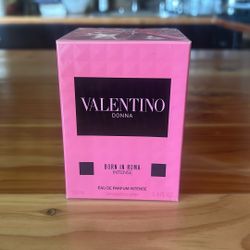 VALENTINO
DONNA
BORN IN ROMA
INTENSE
EAU DE PARFUM INTENSE